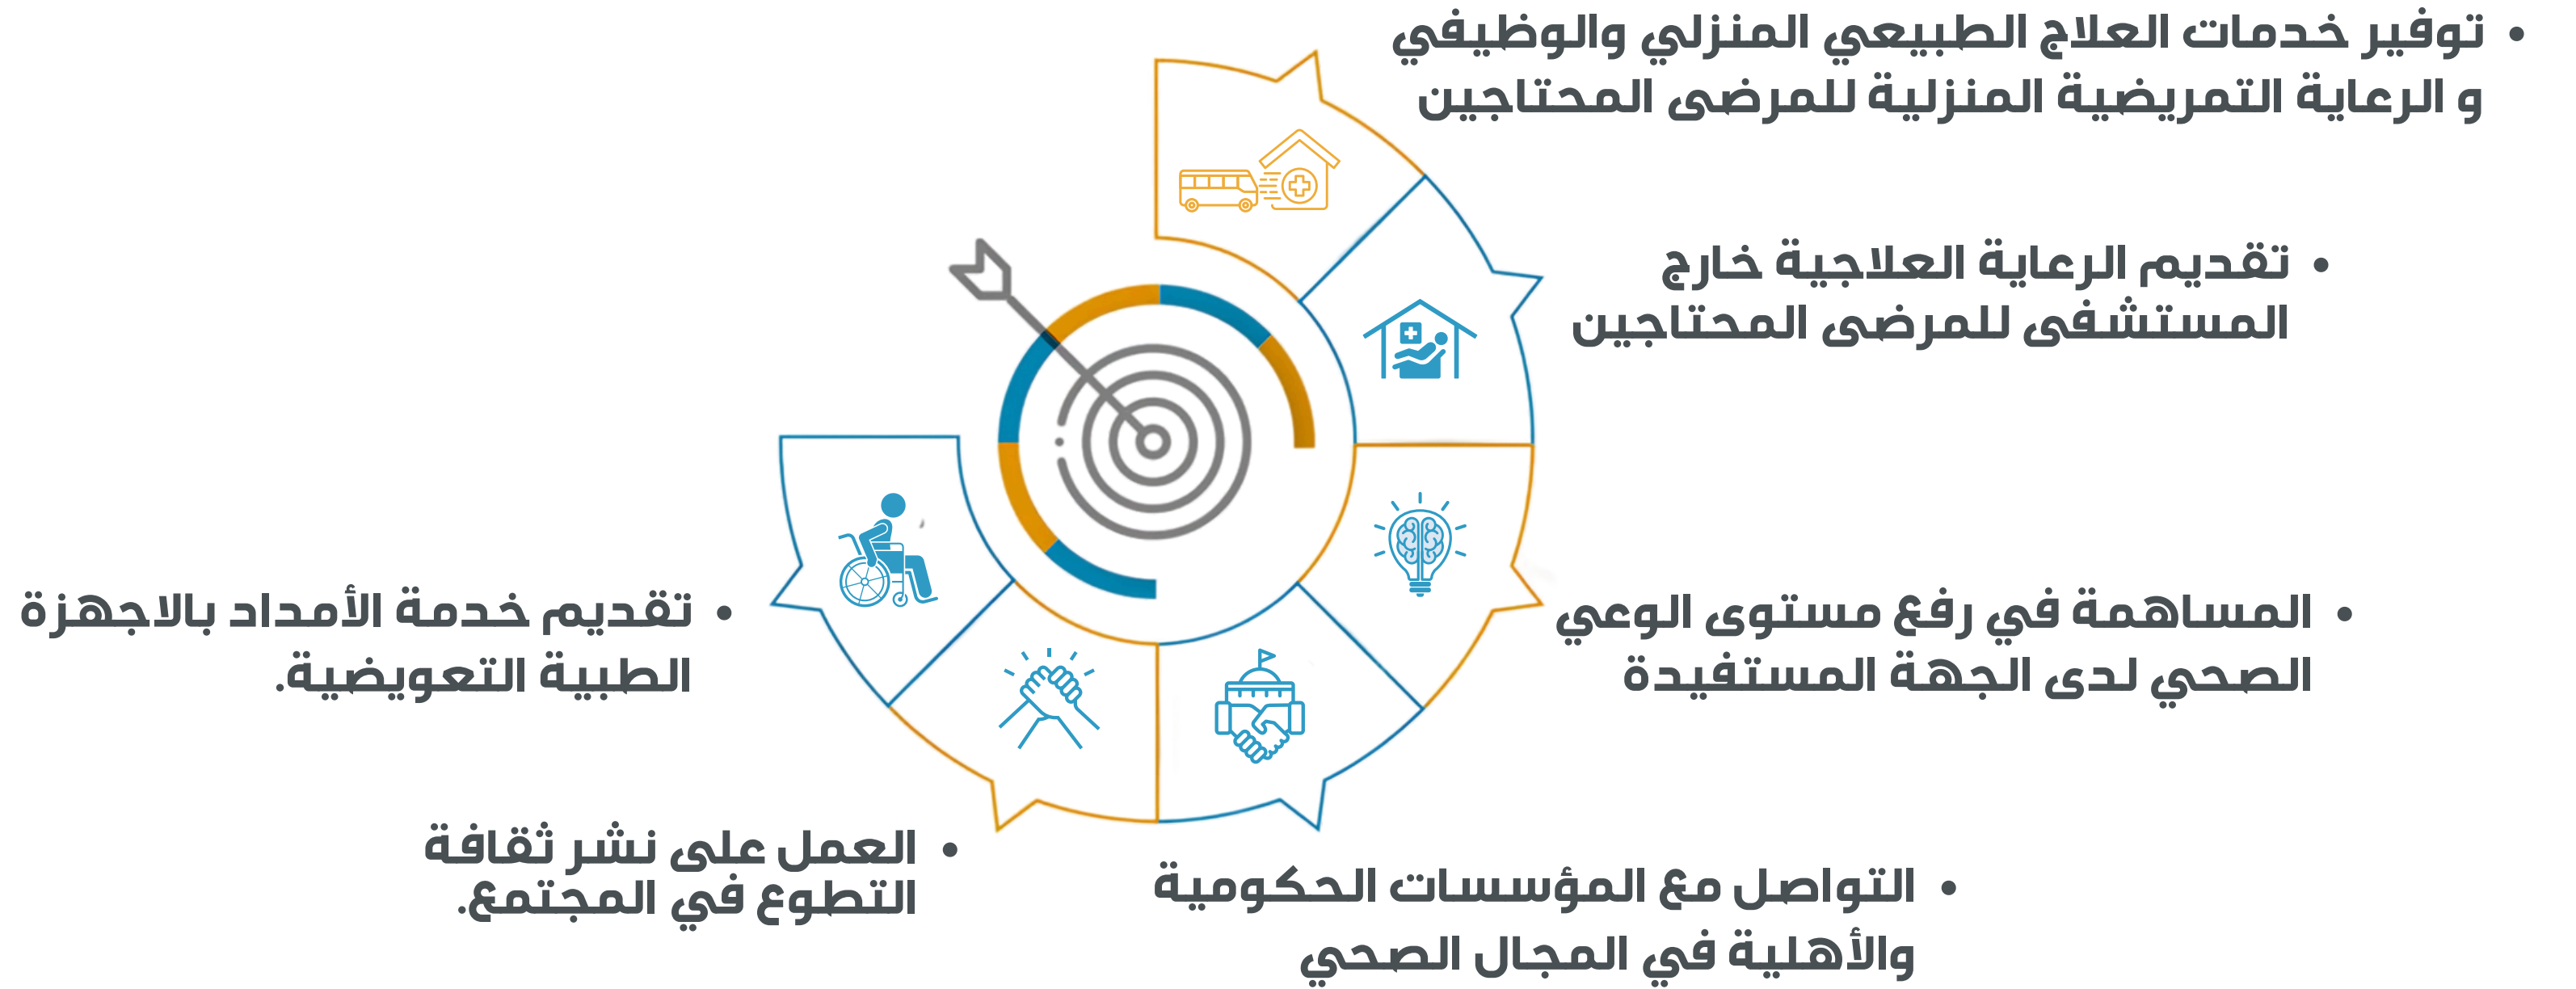 • توفير خدمات العلاج الطبيعي المنزلي والوظيفي
و الرعاية التمريضية المنزلية للمرضى المحتاجين
• تقديم الرعاية العلاجية خارج
المستشفى للمرضى المحتاجين
• المساهمة في رفع مستوى الوعي
الصحي لدى الجهة المستفيدة
• التواصل مع المؤسسات الحكومية
والأهلية في المجال الصحي
• العمل على نشر ثقافة
التطوع في المجتمع.
• تقديم خدمة الأمداد بالاجهزة
الطبية التعويضية.